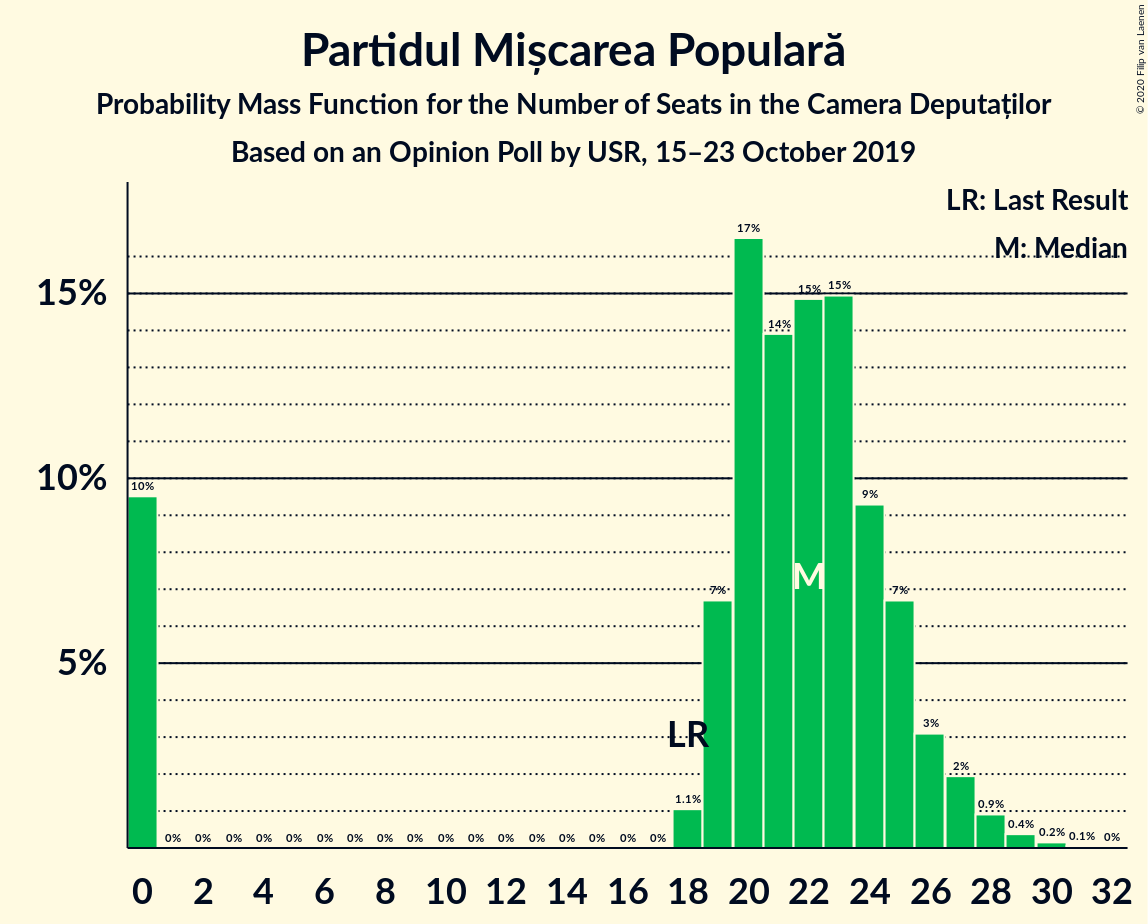 Partidul Mișcarea Populară
Probability Mass Function for the Number of Seats in the Camera Deputaților
Based on an Opinion Poll by USR, 15–23 October 2019
© 2020 Filip van Laenen
LR: Last Result
M: Median
15%
10%
5%
10% 0% 0% 0% 0% 0% 0% 0% 0% 0% 0% 0% 0% 0% 0% 0% 0% 0% 1.1% 7% 17% 14% 15% 15% 9% 7% 3% 2% 0.9% 0.4% 0.2% 0.1% 0%
M
LR
0 2 4 6 8 10 12 14 16 18 20 22 24 26 28 30 32